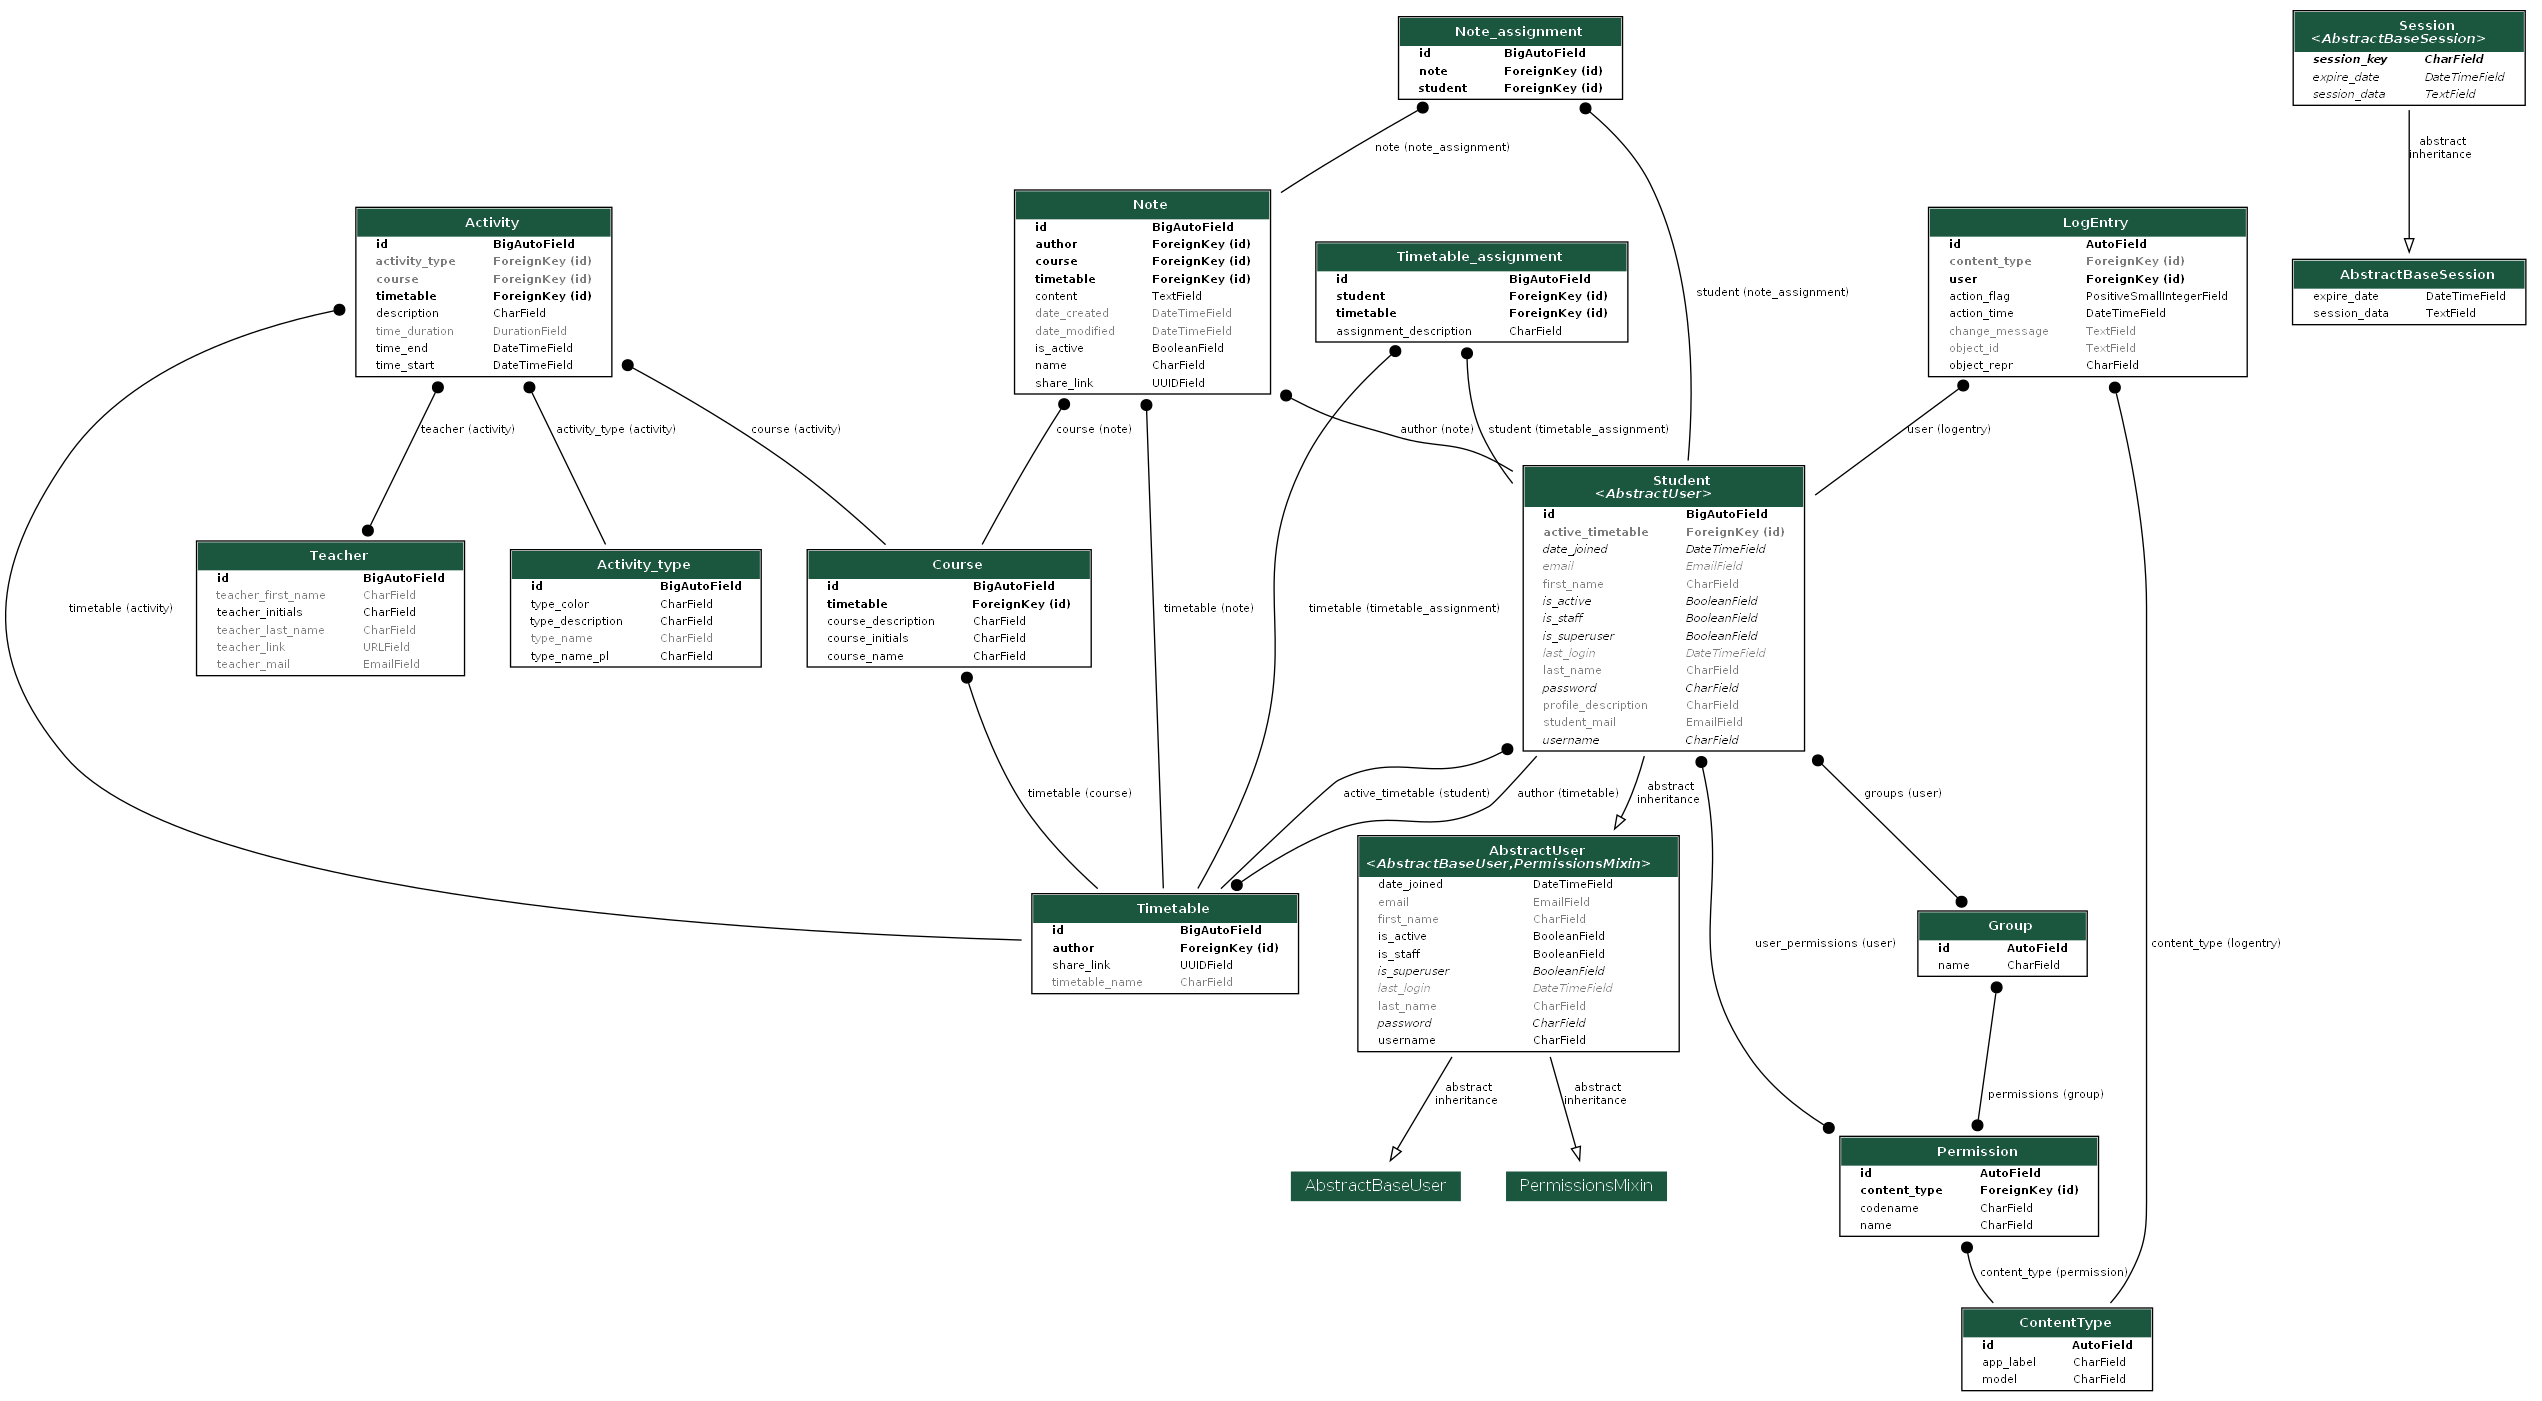 Note_assignment
id BigAutoField
note ForeignKey (id)
student ForeignKey (id)
Session
<AbstractBaseSession>
session_key CharField
expire_date DateTimeField
session_data TextField
note (note_assignment)
abstract
inheritance
Activity
id BigAutoField
activity_type ForeignKey (id)
course ForeignKey (id)
timetable ForeignKey (id)
description CharField
time_duration DurationField
time_end DateTimeField
time_start DateTimeField
Note
id BigAutoField
author ForeignKey (id)
course ForeignKey (id)
timetable ForeignKey (id)
content TextField
date_created DateTimeField
date_modified DateTimeField
is_active BooleanField
name CharField
share_link UUIDField
Timetable_assignment
id BigAutoField
student ForeignKey (id)
timetable ForeignKey (id)
assignment_description CharField
student (note_assignment)
LogEntry
id AutoField
content_type ForeignKey (id)
user ForeignKey (id)
action_flag PositiveSmallIntegerField
action_time DateTimeField
change_message TextField
object_id TextField
object_repr CharField
AbstractBaseSession
expire_date DateTimeField
session_data TextField
teacher (activity)
activity_type (activity)
course (activity)
course (note)
author (note)
student (timetable_assignment)
user (logentry)
Teacher
id BigAutoField
teacher_first_name CharField
teacher_initials CharField
teacher_last_name CharField
teacher_link URLField
teacher_mail EmailField
Activity_type
id BigAutoField
type_color CharField
type_description CharField
type_name CharField
type_name_pl CharField
Course
id BigAutoField
timetable ForeignKey (id)
course_description CharField
course_initials CharField
course_name CharField
Student
<AbstractUser>
id BigAutoField
active_timetable ForeignKey (id)
date_joined DateTimeField
email EmailField
first_name CharField
is_active BooleanField
is_staff BooleanField
is_superuser BooleanField
last_login DateTimeField
last_name CharField
password CharField
profile_description CharField
student_mail EmailField
username CharField
timetable (activity)
timetable (note)
timetable (timetable_assignment)
timetable (course)
active_timetable (student)
author (timetable)
abstract
inheritance
groups (user)
Timetable
id BigAutoField
author ForeignKey (id)
share_link UUIDField
timetable_name CharField
AbstractUser
<AbstractBaseUser,PermissionsMixin>
date_joined DateTimeField
email EmailField
first_name CharField
is_active BooleanField
is_staff BooleanField
is_superuser BooleanField
last_login DateTimeField
last_name CharField
password CharField
username CharField
user_permissions (user)
Group
id AutoField
name CharField
content_type (logentry)
abstract
inheritance
abstract
inheritance
permissions (group)
AbstractBaseUser
PermissionsMixin
Permission
id AutoField
content_type ForeignKey (id)
codename CharField
name CharField
content_type (permission)
ContentType
id AutoField
app_label CharField
model CharField